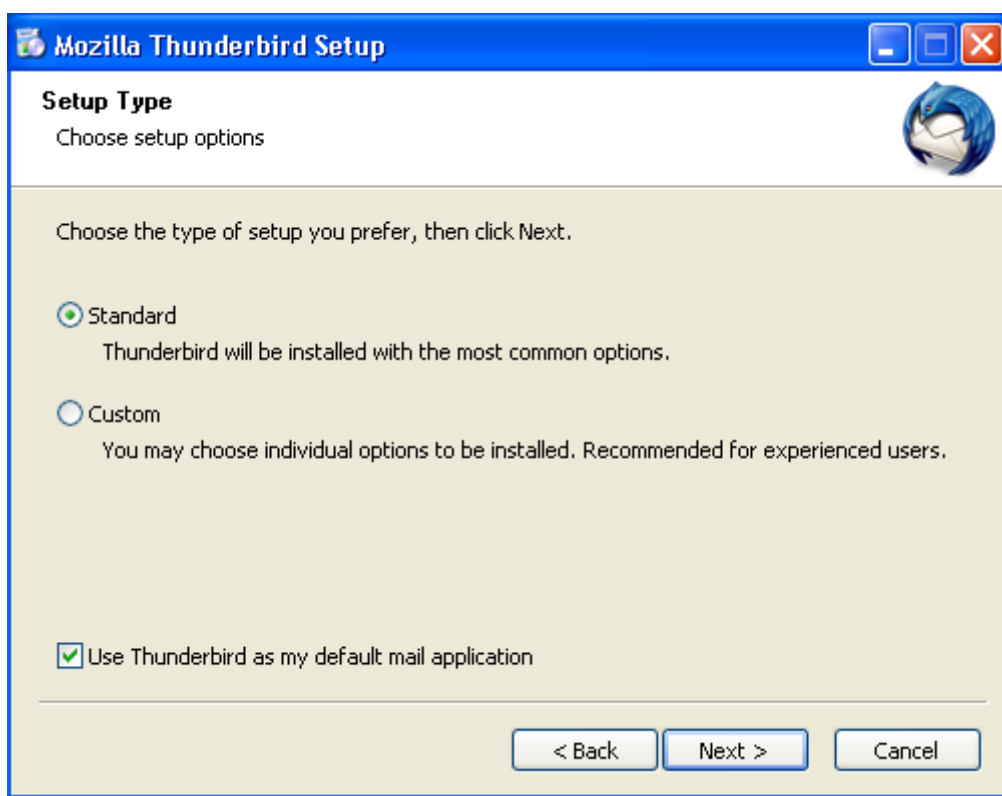 Mozilla Thunderbird Setup
Setup Type
Choose setup options
Choose the type of setup you prefer, then click Next.
Standard
Thunderbird will be installed with the most common options.
Custom
You may choose individual options to be installed. Recommended for experienced users.
Use Thunderbird as my default mail application
< Back Next > Cancel